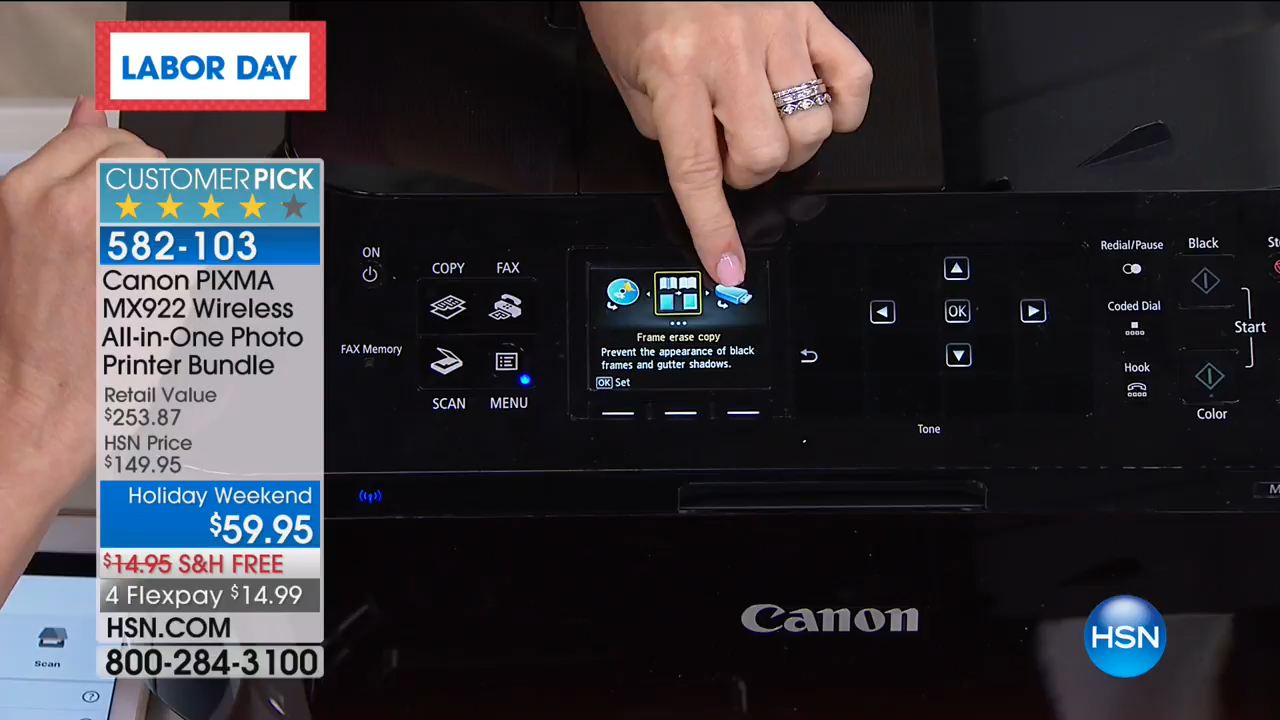 LABOR DAY
CUSTOMER PICK
582-103
Canon PIXMA
MX922 Wireless
All-in-One Photo
Printer Bundle
Retail Value
$253.87
HSN Price
$149.95
Holiday Weekend
$59.95
$14.95 S&H FREE
4 Flexpay $14.99
HSN.COM
800-284-3100
Scan
ON
COPY FAX
FAX Memory
SCAN MENU
Frame erase copy
Prevent the appearance of black
frames and gutter shadows.
OK Set
OK
Tone
Redial/Pause
Coded Dial
Hook
Black
Start
Color
Canon
HSN